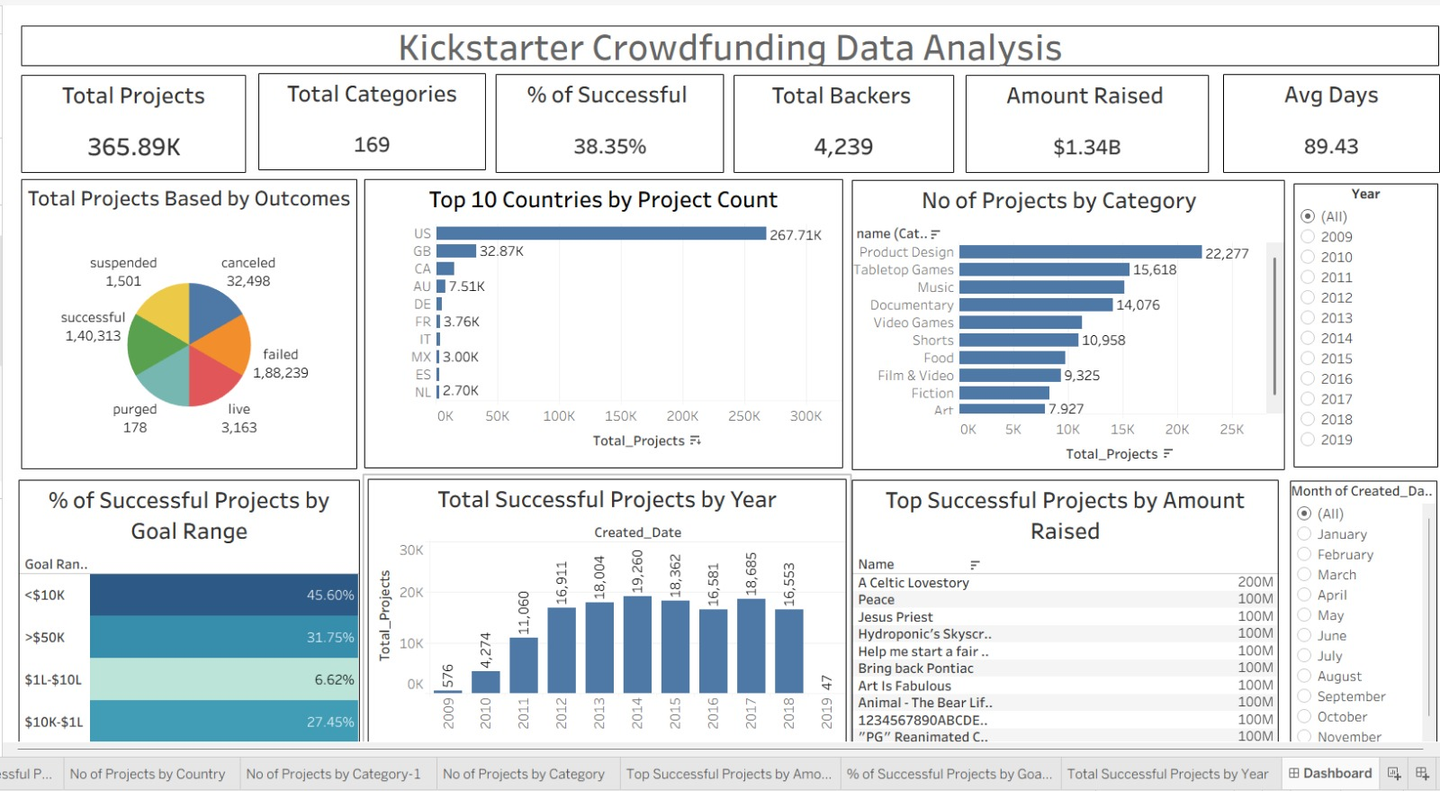 Kickstarter Crowdfunding Data Analysis
Total Projects
365.89K
Total Categories
169
% of Successful
38.35%
Total Backers
4,239
Amount Raised
$1.34B
Avg Days
89.43
Total Projects Based by Outcomes
suspended
1,501
canceled
32,498
successful
1,40,313
failed
1,88,239
purged
178
live
3,163
Top 10 Countries by Project Count
US 267.71K
GB 32.87K
CA
AU 7.51K
DE
FR 3.76K
IT
MX 3.00K
ES
NL 2.70K
0K 50K 100K 150K 200K 250K 300K
Total_Projects
No of Projects by Category
name (Cat..
Product Design 22,277
Tabletop Games 15,618
Music
Documentary 14,076
Video Games
Shorts 10,958
Food
Film & Video 9,325
Fiction
Art 7,927
0K 5K 10K 15K 20K 25K
Total_Projects
Year
(All)
2009
2010
2011
2012
2013
2014
2015
2016
2017
2018
2019
% of Successful Projects by
Goal Range
Goal Ran..
<$10K 45.60%
>$50K 31.75%
$1L-$10L 6.62%
$10K-$1L 27.45%
Total Successful Projects by Year
Created_Date
Total_Projects
30K
20K
10K
0K
576 4,274 11,060 16,911 18,004 19,260 18,362 16,581 18,685 16,553 47
2009 2010 2011 2012 2013 2014 2015 2016 2017 2018 2019
Top Successful Projects by Amount
Raised
Name
A Celtic Lovestory 200M
Peace 100M
Jesus Priest 100M
Hydroponic's Skyscr.. 100M
Help me start a fair .. 100M
Bring back Pontiac 100M
Art Is Fabulous 100M
Animal - The Bear Lif.. 100M
1234567890ABCDE.. 100M
"PG" Reanimated C.. 100M
Month of Created_Da..
(All)
January
February
March
April
May
June
July
August
September
October
November
essful P... No of Projects by Country No of Projects by Category-1 No of Projects by Category Top Successful Projects by Amo... % of Successful Projects by Goa... Total Successful Projects by Year Dashboard